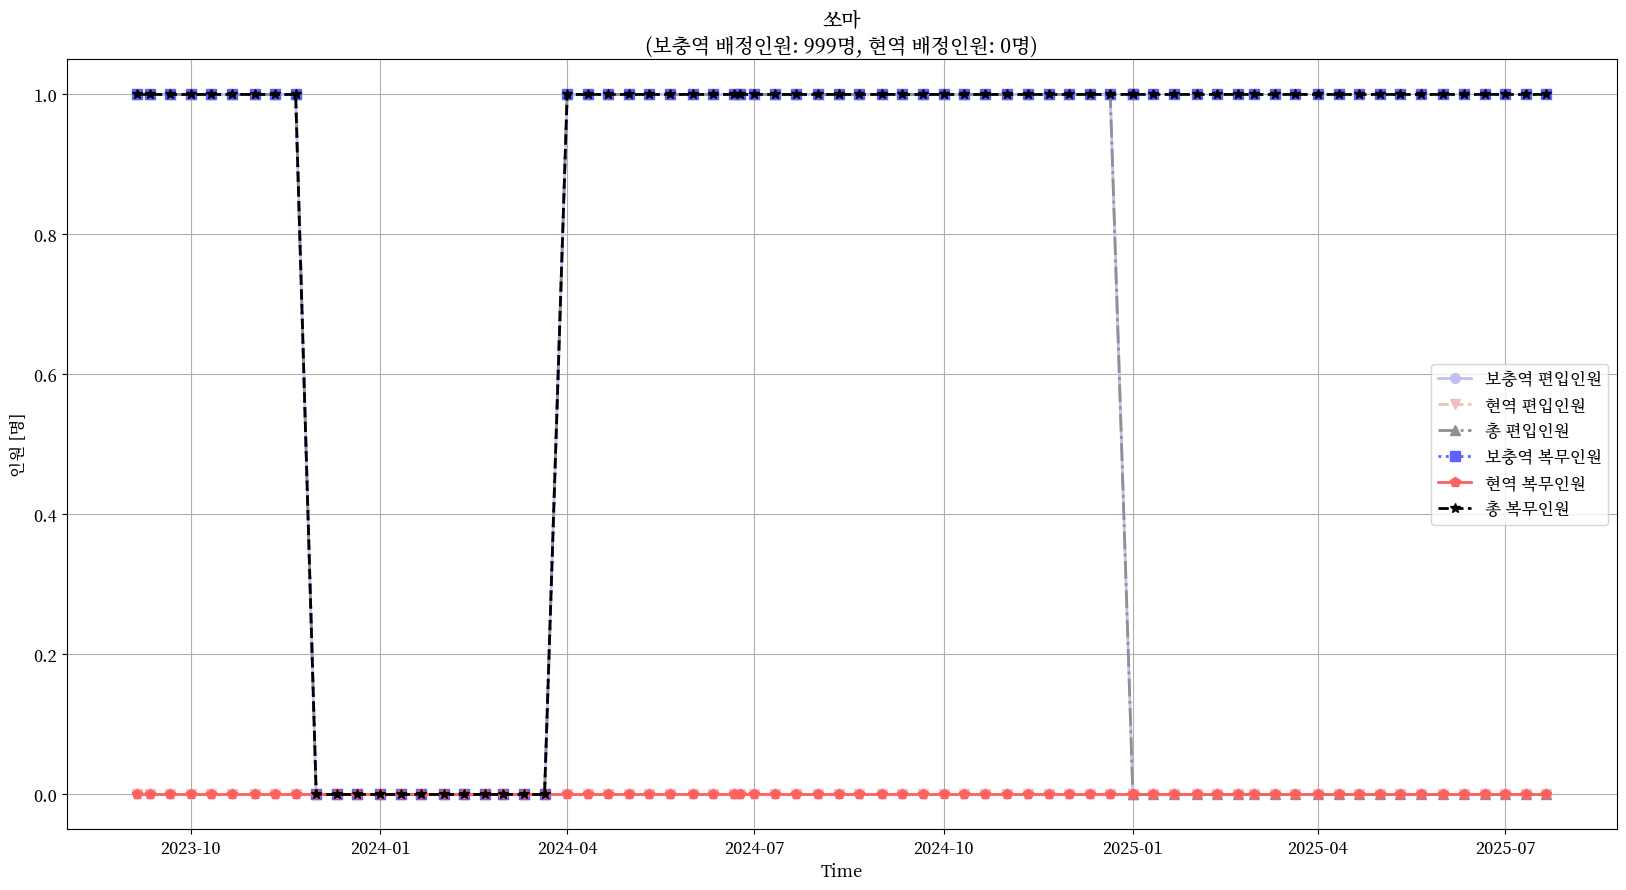 쏘마
(보충역 배정인원: 999명, 현역 배정인원: 0명)
1.0
0.8
0.6
0.4
0.2
0.0
인원 [명]
보충역 편입인원
현역 편입인원
총 편입인원
보충역 복무인원
현역 복무인원
총 복무인원
2023-10
2024-01
2024-04
2024-07
2024-10
2025-01
2025-04
2025-07
Time